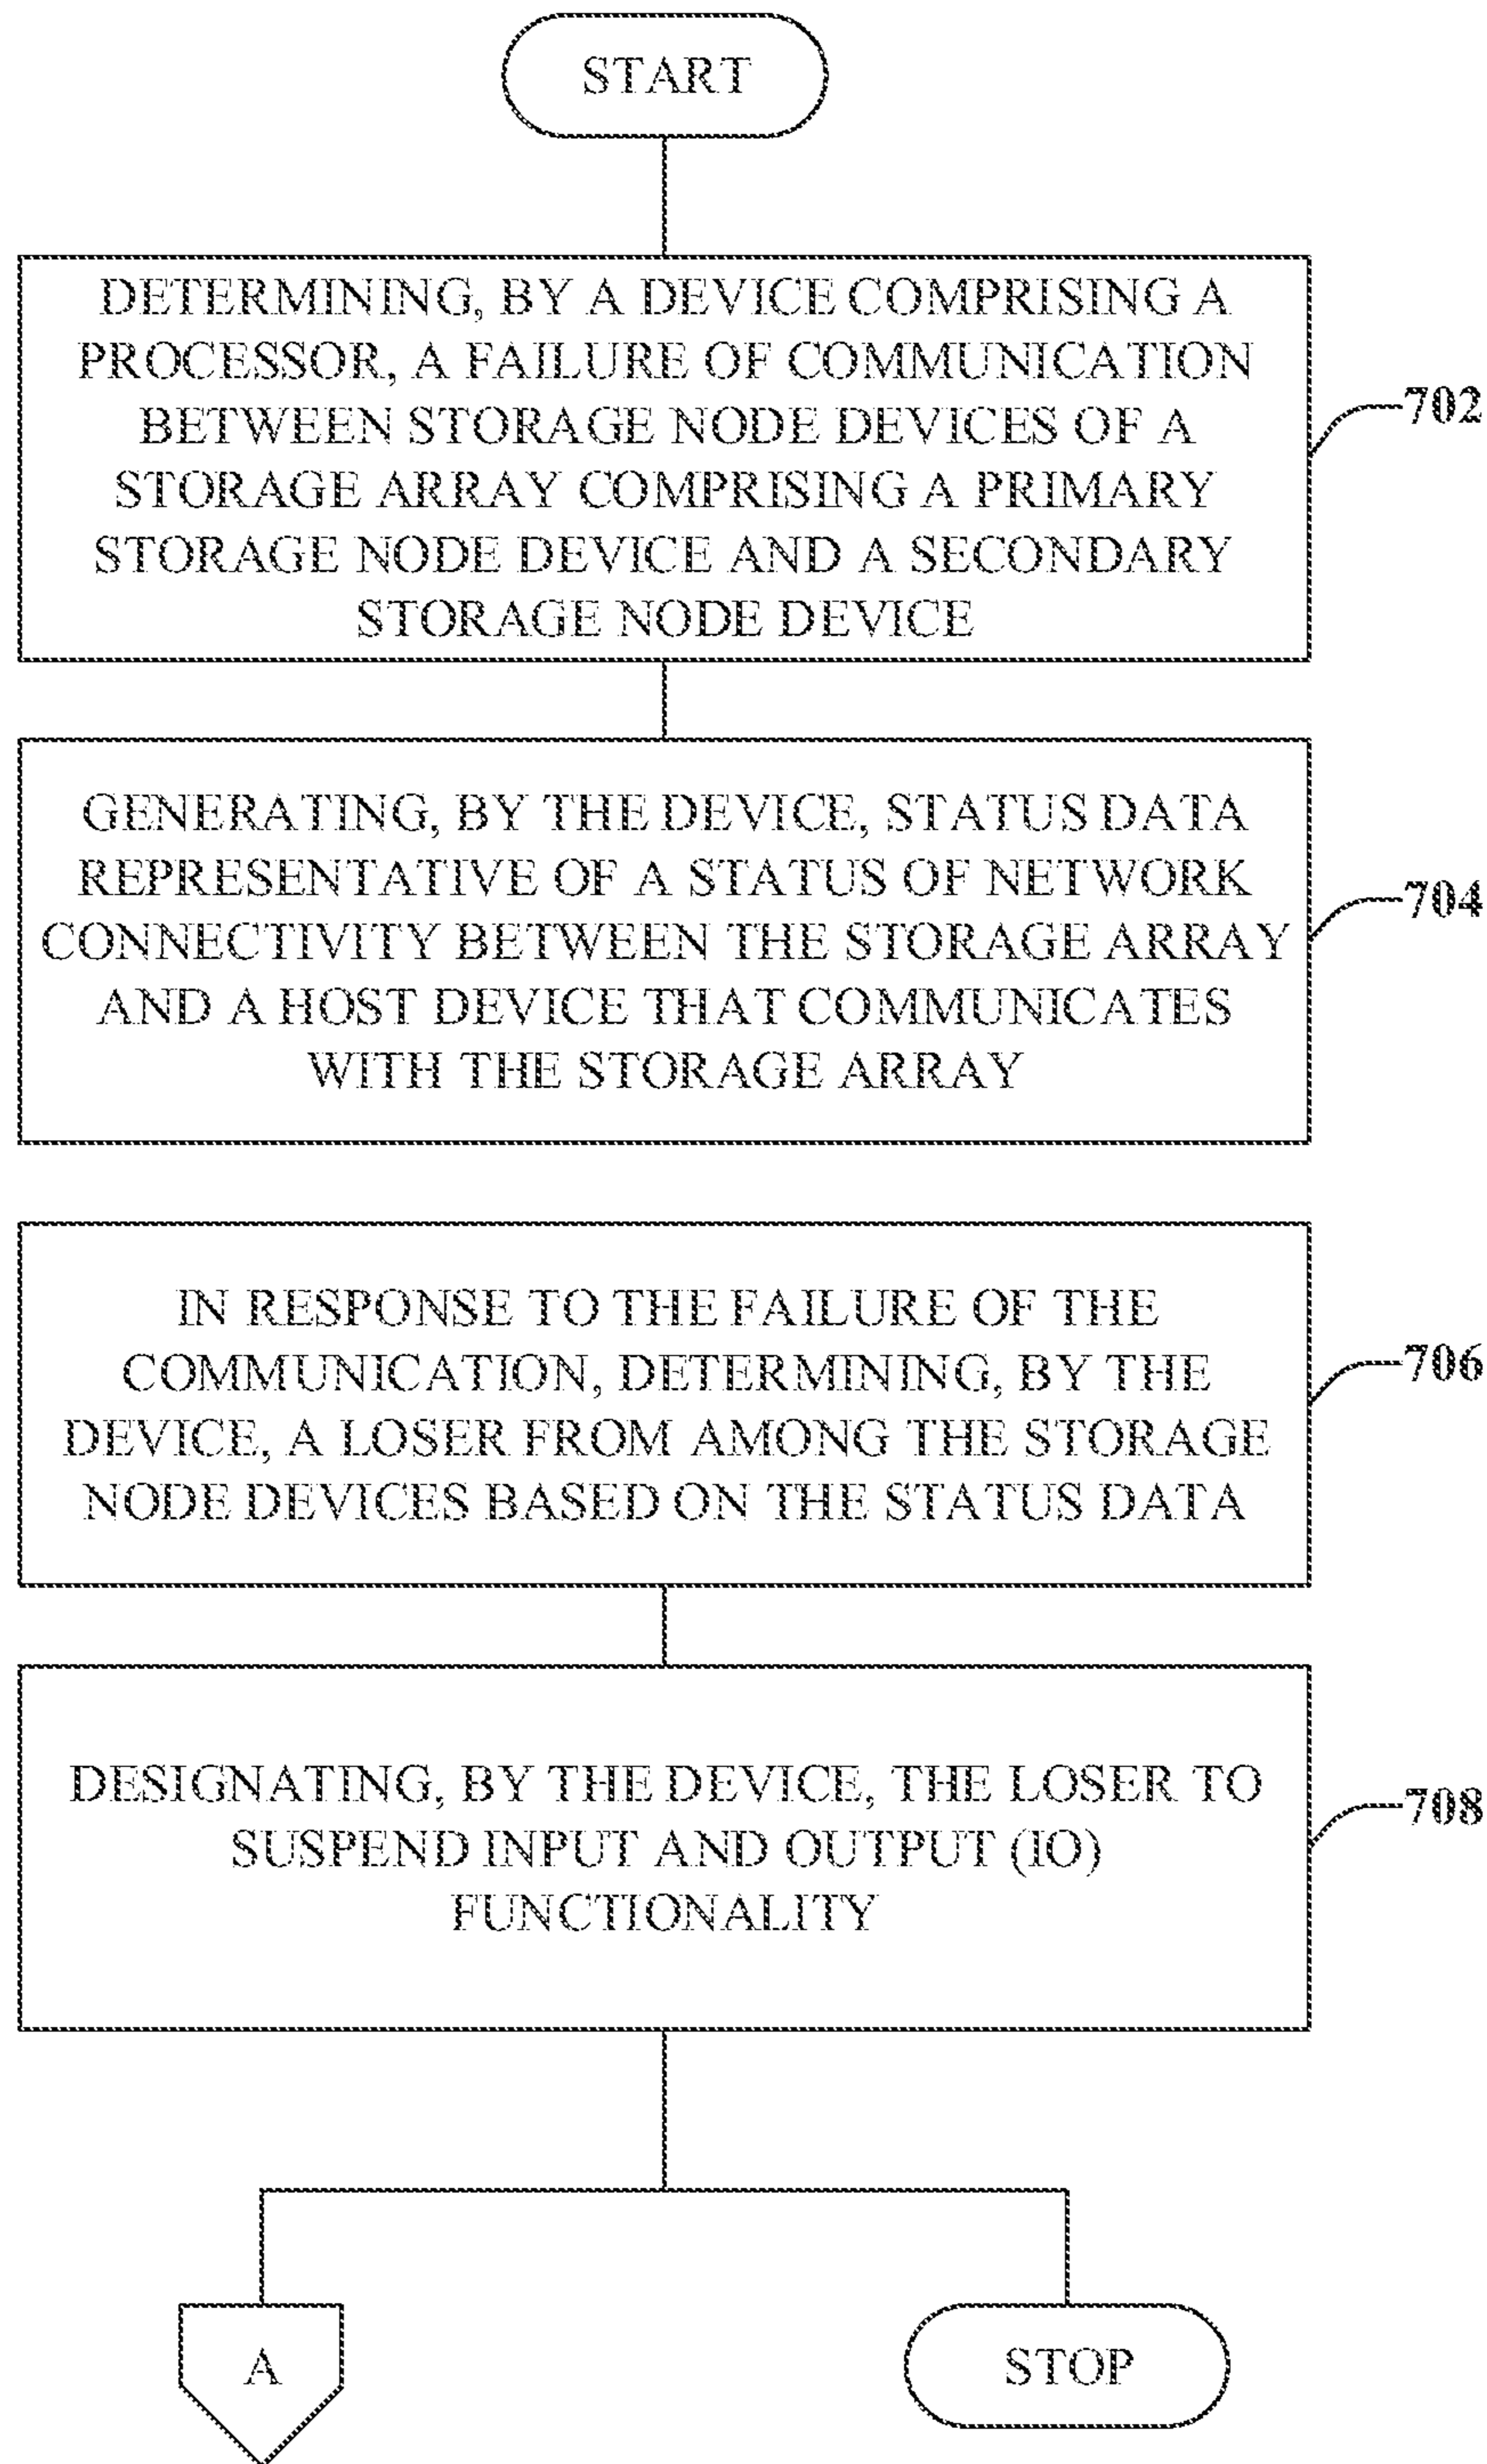 START
DETERMINING, BY A DEVICE COMPRISING A
PROCESSOR, A FAILURE OF COMMUNICATION
BETWEEN STORAGE NODE DEVICES OF A
STORAGE ARRAY COMPRISING A PRIMARY
STORAGE NODE DEVICE AND A SECONDARY
STORAGE NODE DEVICE
702
GENERATING, BY THE DEVICE, STATUS DATA
REPRESENTATIVE OF A STATUS OF NETWORK
CONNECTIVITY BETWEEN THE STORAGE ARRAY
AND A HOST DEVICE THAT COMMUNICATES
WITH THE STORAGE ARRAY
704
IN RESPONSE TO THE FAILURE OF THE
COMMUNICATION, DETERMINING, BY THE
DEVICE, A LOSER FROM AMONG THE STORAGE
NODE DEVICES BASED ON THE STATUS DATA
706
DESIGNATING, BY THE DEVICE, THE LOSER TO
SUSPEND INPUT AND OUTPUT (IO)
FUNCTIONALITY
708
A
STOP